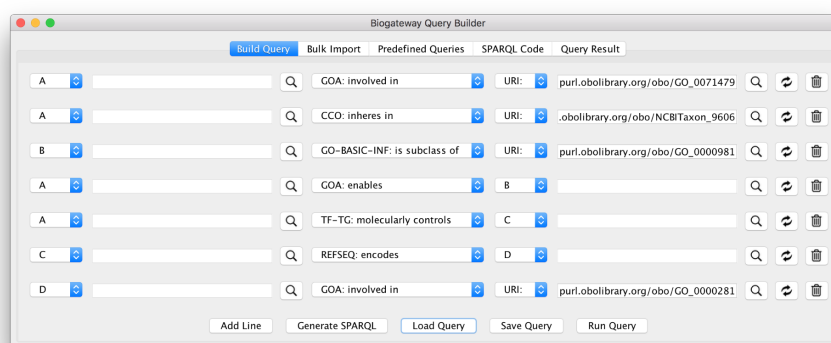 Biogateway Query Builder
Build Query Bulk Import Predefined Queries SPARQL Code Query Result
A GOA: involved in URI: purl.obolibrary.org/obo/GO_0071479
A CCO: inheres in URI: .obolibrary.org/obo/NCBITaxon_9606
B GO-BASIC-INF: is subclass of URI: purl.obolibrary.org/obo/GO_0000981
A GOA: enables B
A TF-TG: molecularly controls C
C REFSEQ: encodes D
D GOA: involved in URI: purl.obolibrary.org/obo/GO_0000281
Add Line Generate SPARQL Load Query Save Query Run Query